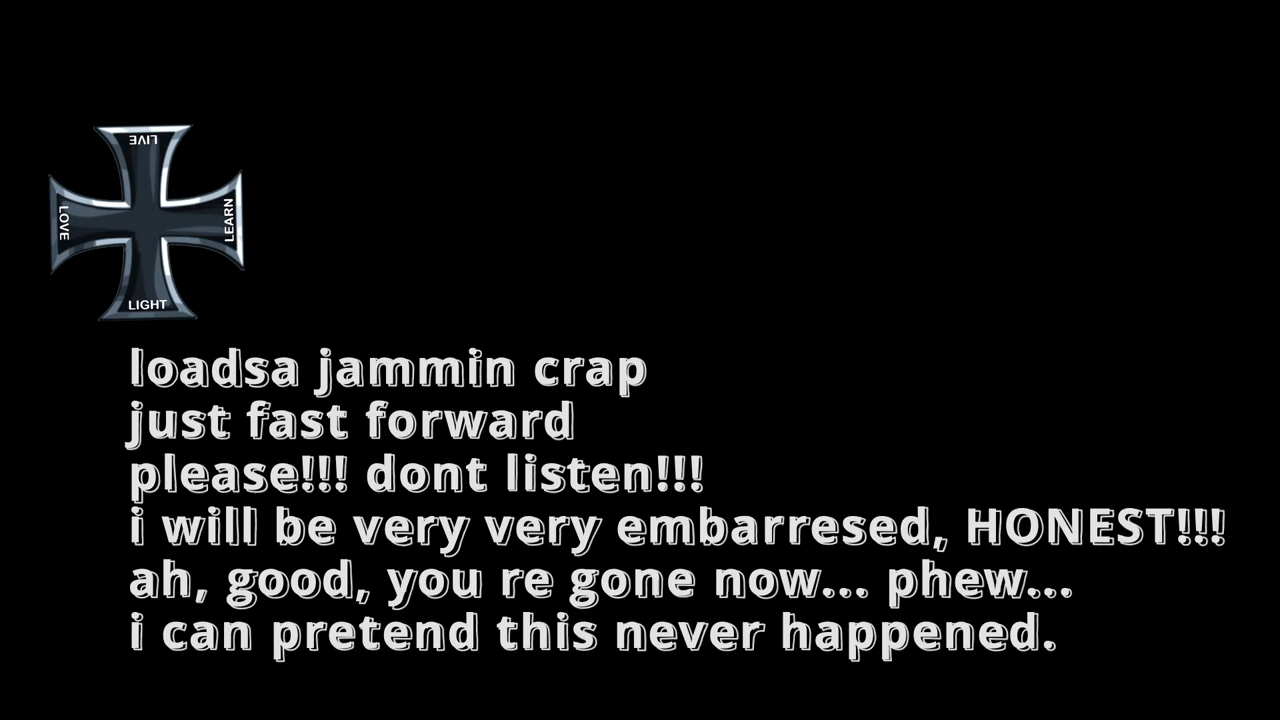 LIVE
LOVE
LEARN
LIGHT
loadsa jammin crap
just fast forward
please!!! dont listen!!!
i will be very very embarresed, HONEST!!!
ah, good, you re gone now... phew...
i can pretend this never happened.